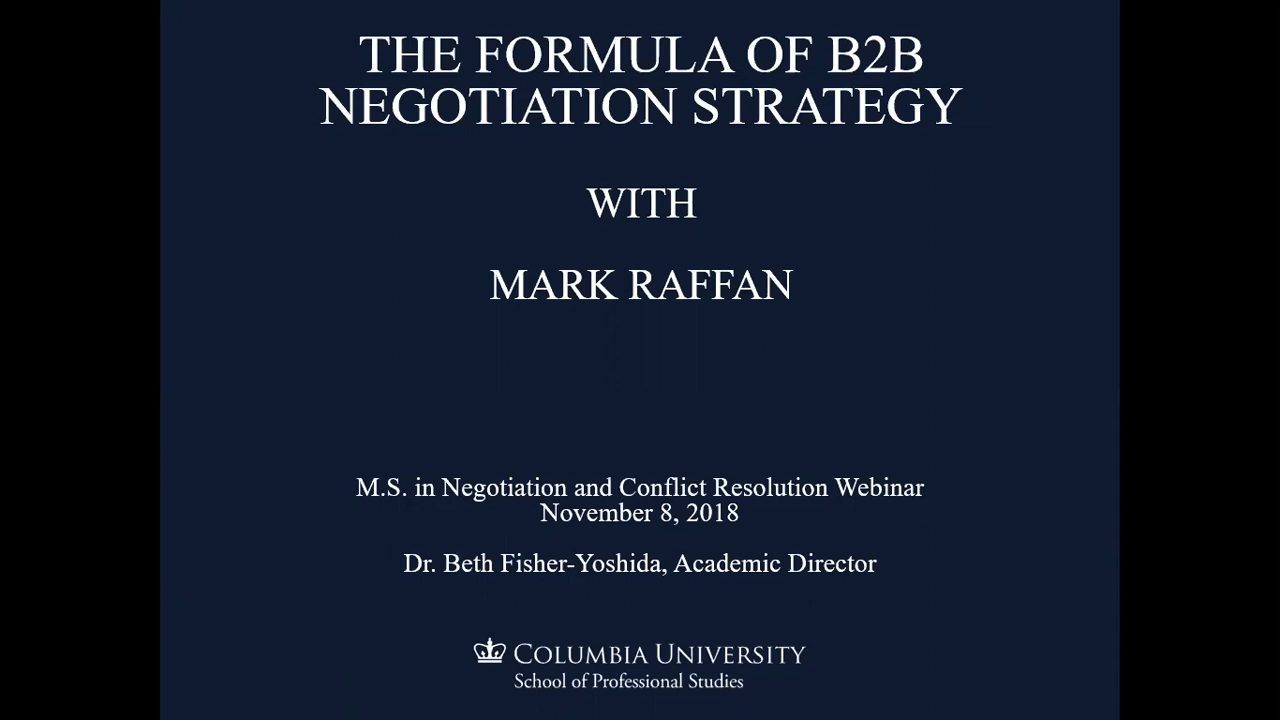 THE FORMULA OF B2B
NEGOTIATION STRATEGY
WITH
MARK RAFFAN
M.S. in Negotiation and Conflict Resolution Webinar
November 8, 2018
Dr. Beth Fisher-Yoshida, Academic Director
COLUMBIA UNIVERSITY
School of Professional Studies